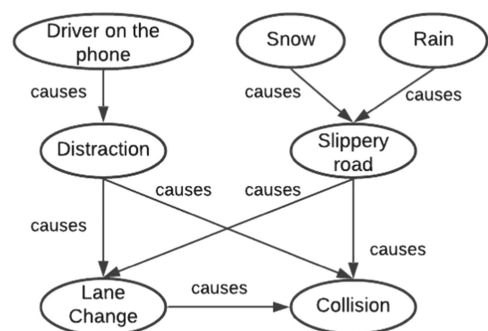 Driver on the
phone
Snow
Rain
causes
causes
causes
Distraction
Slippery
road
causes
causes
causes
causes
Lane
Change
causes
Collision